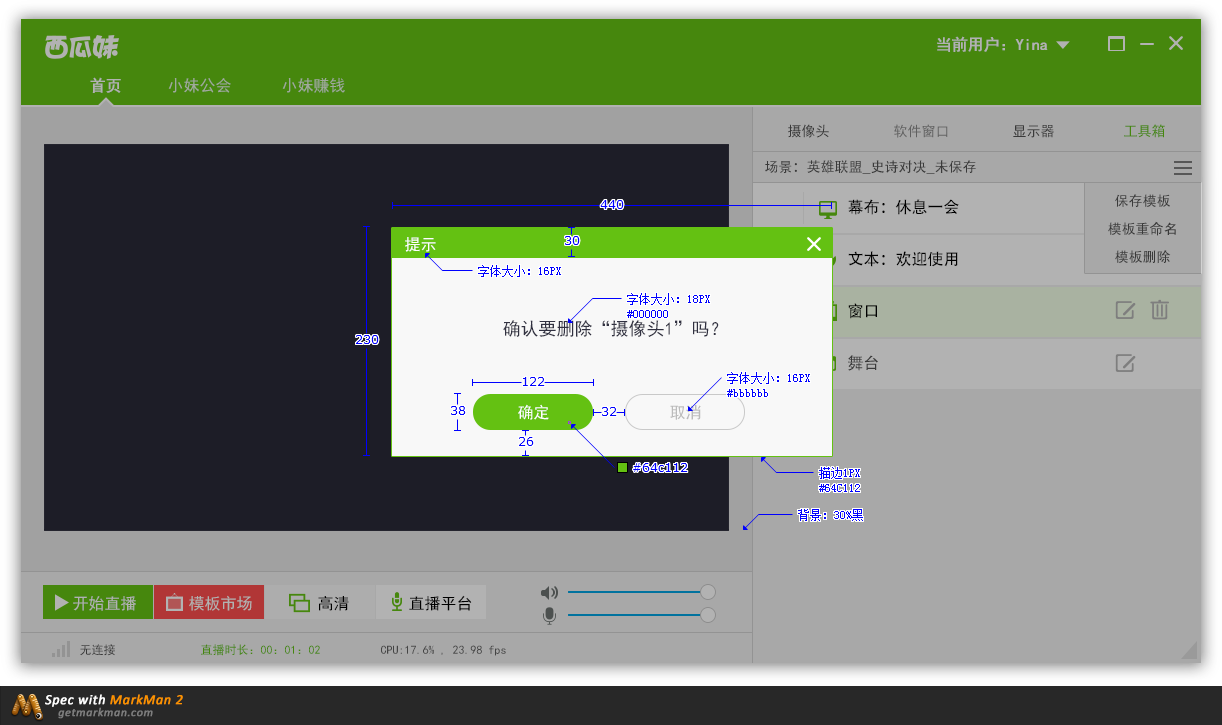 西瓜妹
当前用户：Yina
首页
小妹公会
小妹赚钱
摄像头
软件窗口
显示器
工具箱
场景：英雄联盟_史诗对决_未保存
440
幕布：休息一会
保存模板
模板重命名
模板删除
提示
30
字体大小：16PX
文本：欢迎使用
字体大小：18PX
#000000
窗口
确认要删除“摄像头1”吗？
230
舞台
122
字体大小：16PX
#bbbbbb
38
确定
32
取消
26
#64c112
描边1PX
#64C112
背景：30%黑
开始直播
模板市场
高清
直播平台
无连接
直播时长：00：01：02
CPU:17.6% , 23.98 fps
Spec with MarkMan 2
getmarkman.com